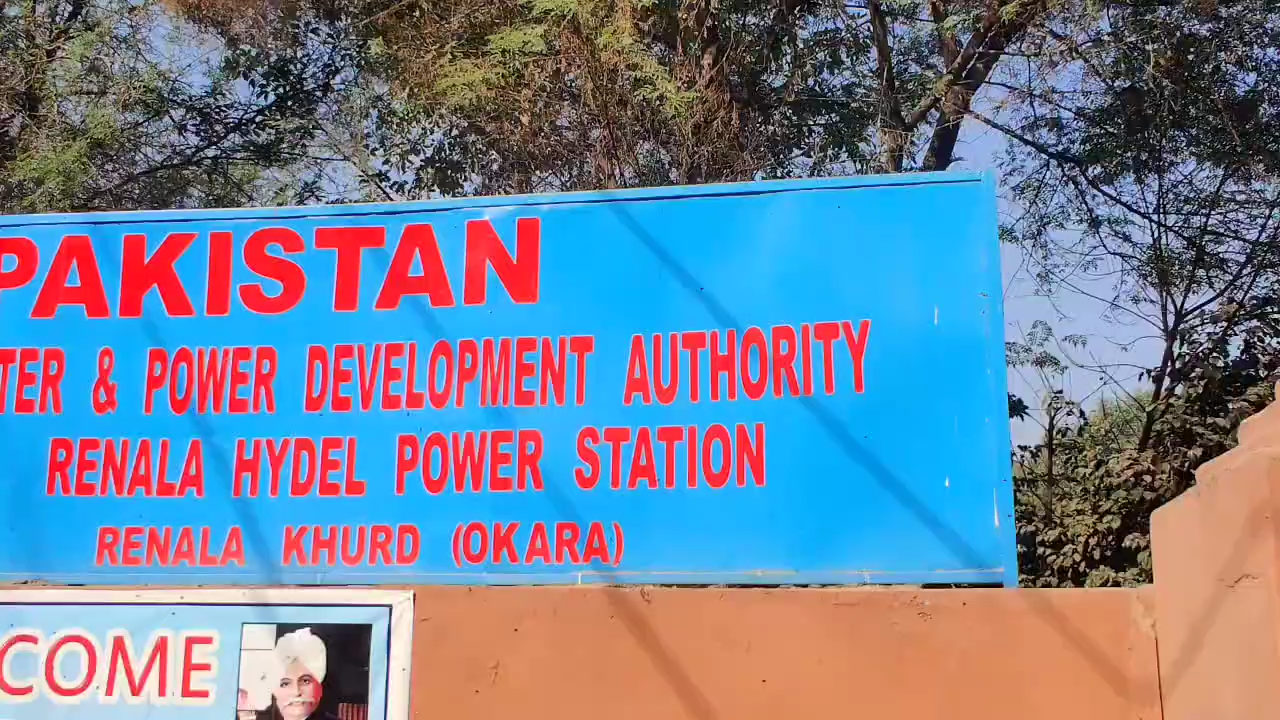 PAKISTAN
TER & POWER DEVELOPMENT AUTHORITY
RENALA HYDEL POWER STATION
RENALA KHURD (OKARA)
COME